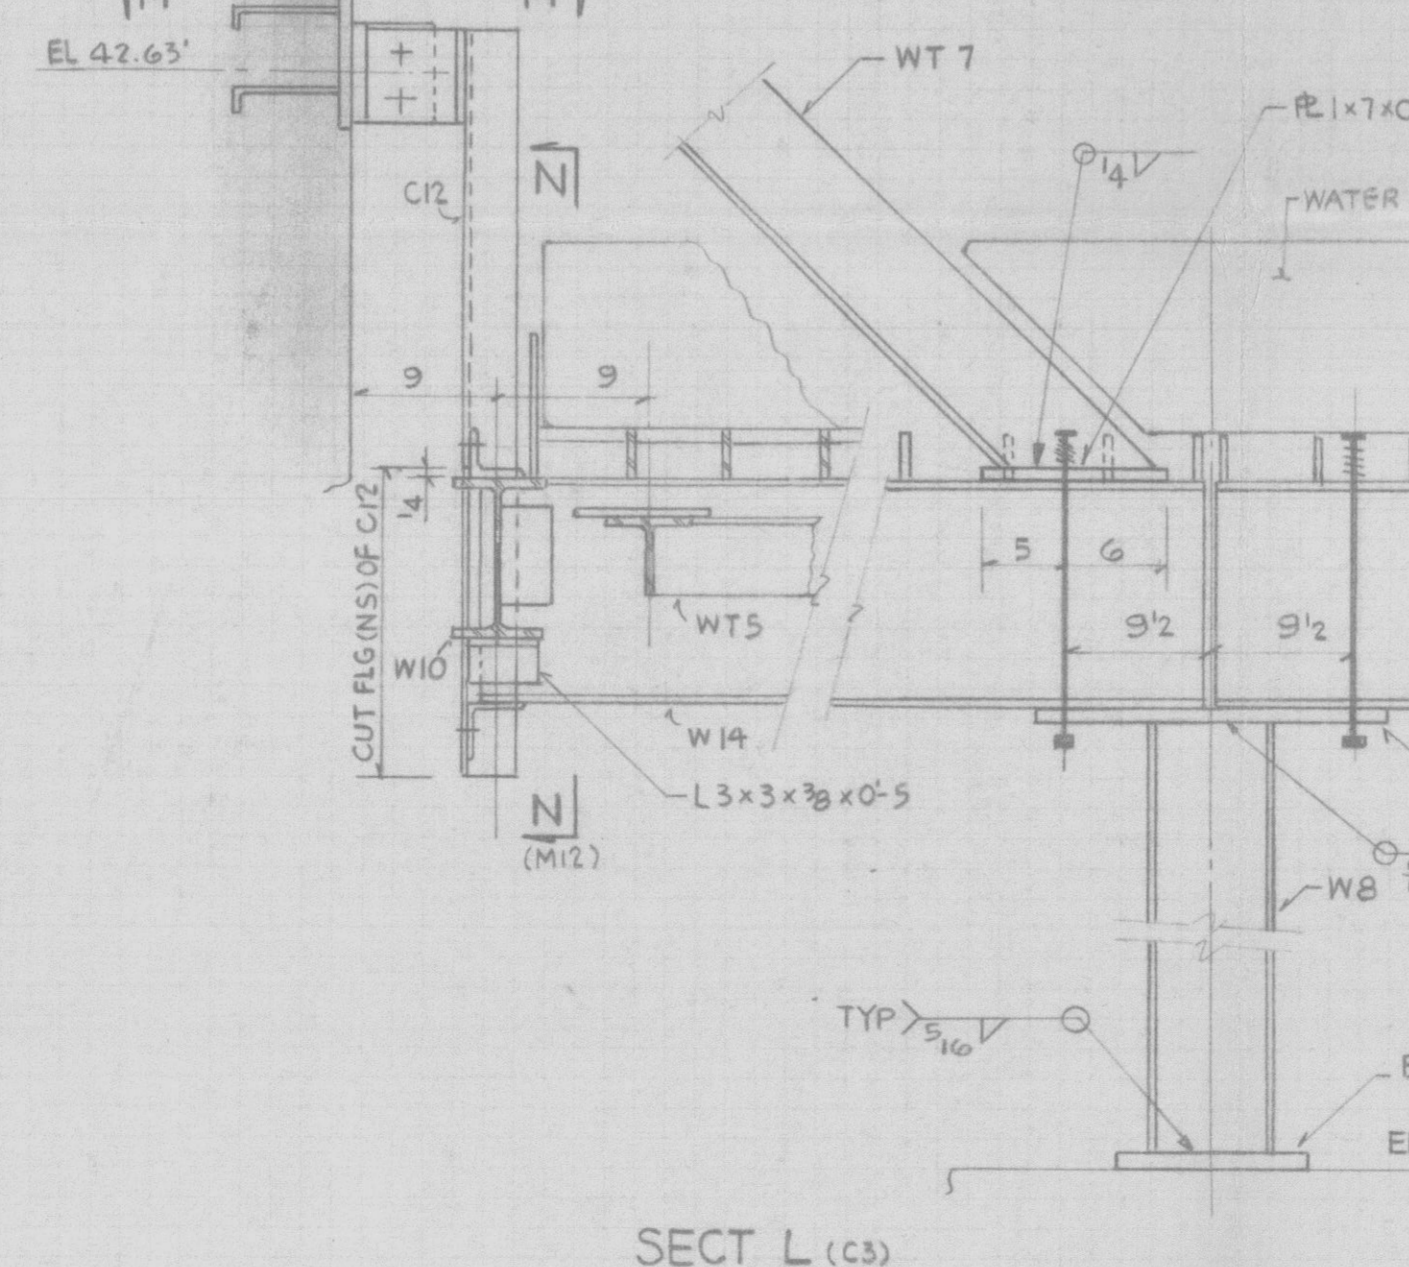 EL 42.63'
WT 7
PL 1×7×0
1/4
WATER
C12
N
9
9
1/4
CUT FLG (NS) OF C12
5
6
9 1/2
9 1/2
WT5
W10
W14
L 3×3×3/8×0'-5
N
(M12)
W8
TYP
5/16
SECT L (C3)